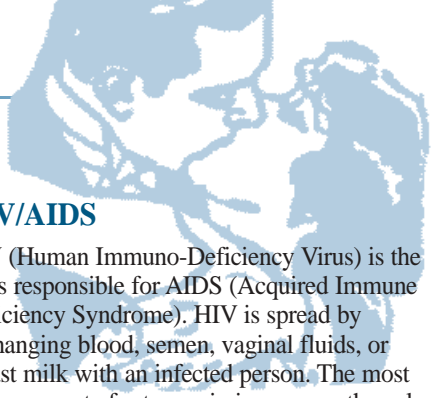 V/AIDS
(Human Immuno-Deficiency Virus) is the
s responsible for AIDS (Acquired Immune
iciency Syndrome). HIV is spread by
hanging blood, semen, vaginal fluids, or
st milk with an infected person. The most